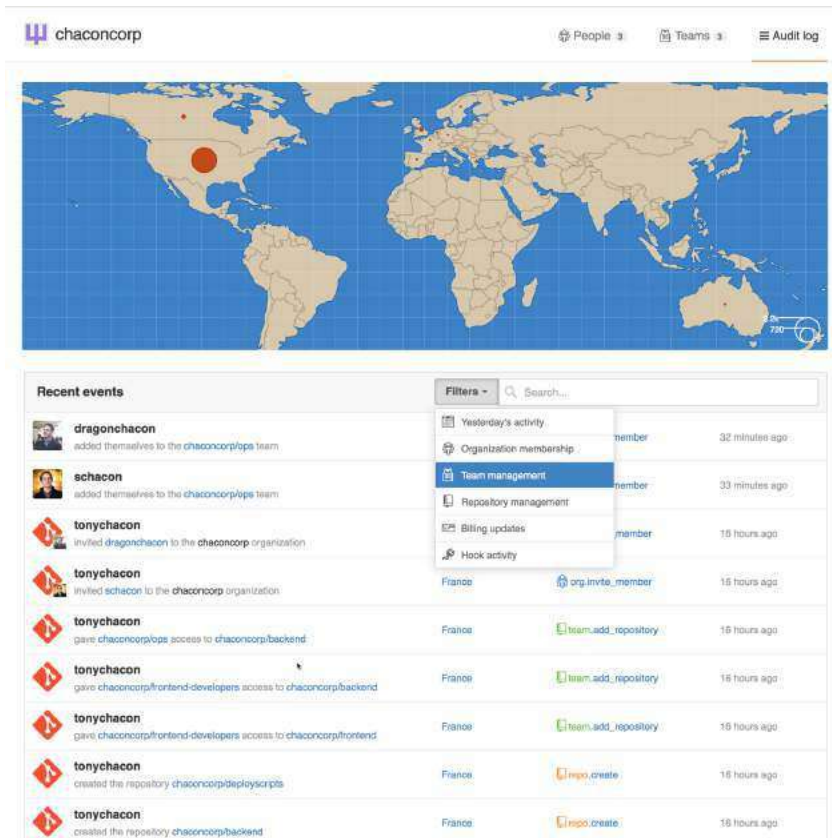 chaconcorp
People 3
Teams 3
Audit log
2.2k
720
Recent events
Filters
Search...
Yesterday's activity
Organization membership
Team management
Repository management
Billing updates
Hook activity
dragonchacon
added themselves to the chaconcorp/ops team
member
32 minutes ago
schacon
added themselves to the chaconcorp/ops team
member
33 minutes ago
tonychacon
invited dragonchacon to the chaconcorp organization
member
16 hours ago
tonychacon
invited schacon to the chaconcorp organization
France
org.invite_member
16 hours ago
tonychacon
gave chaconcorp/ops access to chaconcorp/backend
France
team.add_repository
16 hours ago
tonychacon
gave chaconcorp/frontend-developers access to chaconcorp/backend
France
team.add_repository
16 hours ago
tonychacon
gave chaconcorp/frontend-developers access to chaconcorp/frontend
France
team.add_repository
16 hours ago
tonychacon
created the repository chaconcorp/deployscripts
France
repo.create
16 hours ago
tonychacon
created the repository chaconcorp/backend
France
repo.create
16 hours ago